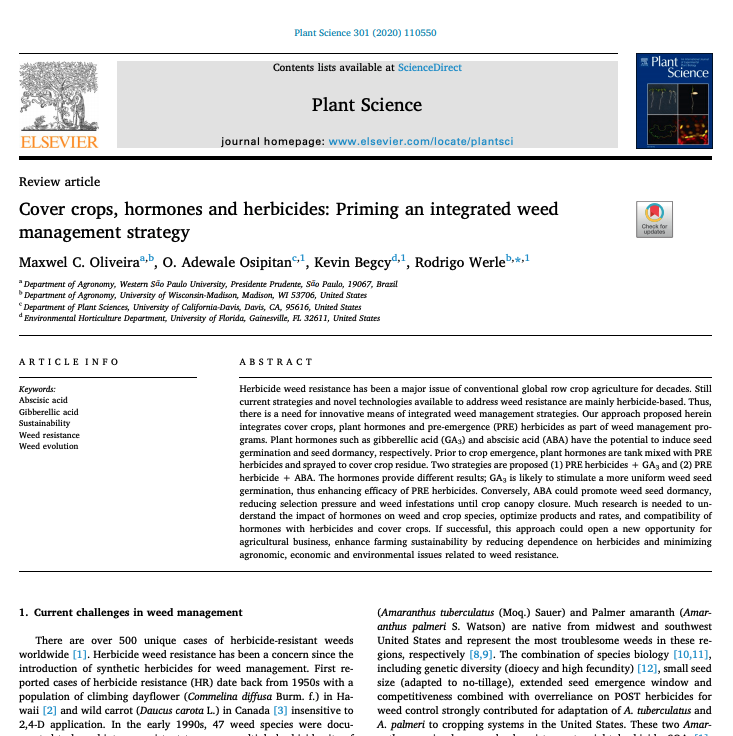 Plant Science 301 (2020) 110550
Contents lists available at ScienceDirect
Plant Science
journal homepage: www.elsevier.com/locate/plantsci
ELSEVIER
Plant
Science
Review article
Cover crops, hormones and herbicides: Priming an integrated weed
management strategy
Check for
updates
Maxwel C. Oliveiraa,b, O. Adewale Osipitanc,1, Kevin Begcyd,1, Rodrigo Werleb,*,1
a Department of Agronomy, Western São Paulo University, Presidente Prudente, São Paulo, 19067, Brazil
b Department of Agronomy, University of Wisconsin-Madison, Madison, WI 53706, United States
c Department of Plant Sciences, University of California-Davis, Davis, CA, 95616, United States
d Environmental Horticulture Department, University of Florida, Gainesville, FL 32611, United States
ARTICLE INFO
Keywords:
Abscisic acid
Gibberellic acid
Sustainability
Weed resistance
Weed evolution
ABSTRACT
Herbicide weed resistance has been a major issue of conventional global row crop agriculture for decades. Still
current strategies and novel technologies available to address weed resistance are mainly herbicide-based. Thus,
there is a need for innovative means of integrated weed management strategies. Our approach proposed herein
integrates cover crops, plant hormones and pre-emergence (PRE) herbicides as part of weed management pro-
grams. Plant hormones such as gibberellic acid (GA3) and abscisic acid (ABA) have the potential to induce seed
germination and seed dormancy, respectively. Prior to crop emergence, plant hormones are tank mixed with PRE
herbicides and sprayed to cover crop residue. Two strategies are proposed (1) PRE herbicides + GA3 and (2) PRE
herbicide + ABA. The hormones provide different results; GA3 is likely to stimulate a more uniform weed seed
germination, thus enhancing efficacy of PRE herbicides. Conversely, ABA could promote weed seed dormancy,
reducing selection pressure and weed infestations until crop canopy closure. Much research is needed to un-
derstand the impact of hormones on weed and crop species, optimize products and rates, and compatibility of
hormones with herbicides and cover crops. If successful, this approach could open a new opportunity for
agricultural business, enhance farming sustainability by reducing dependence on herbicides and minimizing
agronomic, economic and environmental issues related to weed resistance.
1. Current challenges in weed management
There are over 500 unique cases of herbicide-resistant weeds
worldwide [1]. Herbicide weed resistance has been a concern since the
introduction of synthetic herbicides for weed management. First re-
ported cases of herbicide resistance (HR) date back from 1950s with a
population of climbing dayflower (Commelina diffusa Burm. f.) in Ha-
waii [2] and wild carrot (Daucus carota L.) in Canada [3] insensitive to
2,4-D application. In the early 1990s, 47 weed species were docu-
(Amaranthus tuberculatus (Moq.) Sauer) and Palmer amaranth (Amar-
anthus palmeri S. Watson) are native from midwest and southwest
United States and represent the most troublesome weeds in these re-
gions, respectively [8,9]. The combination of species biology [10,11],
including genetic diversity (dioecy and high fecundity) [12], small seed
size (adapted to no-tillage), extended seed emergence window and
competitiveness combined with overreliance on POST herbicides for
weed control strongly contributed for adaptation of A. tuberculatus and
A. palmeri to cropping systems in the United States. These two Amar-